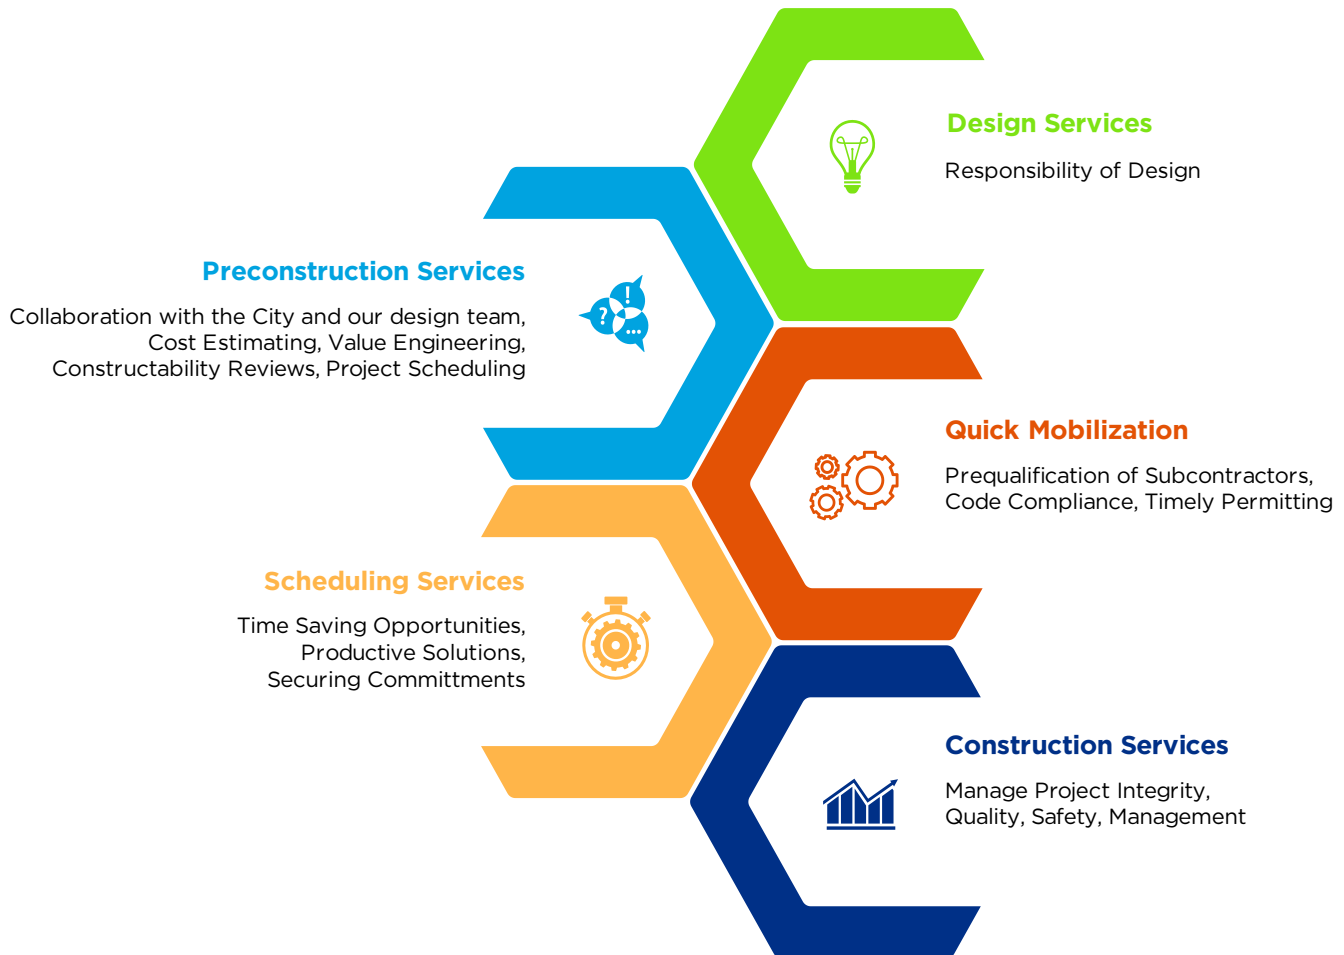 Design Services
Responsibility of Design
Preconstruction Services
Collaboration with the City and our design team,
Cost Estimating, Value Engineering,
Constructability Reviews, Project Scheduling
! ? ...
Quick Mobilization
Prequalification of Subcontractors,
Code Compliance, Timely Permitting
Scheduling Services
Time Saving Opportunities,
Productive Solutions,
Securing Committments
Construction Services
Manage Project Integrity,
Quality, Safety, Management